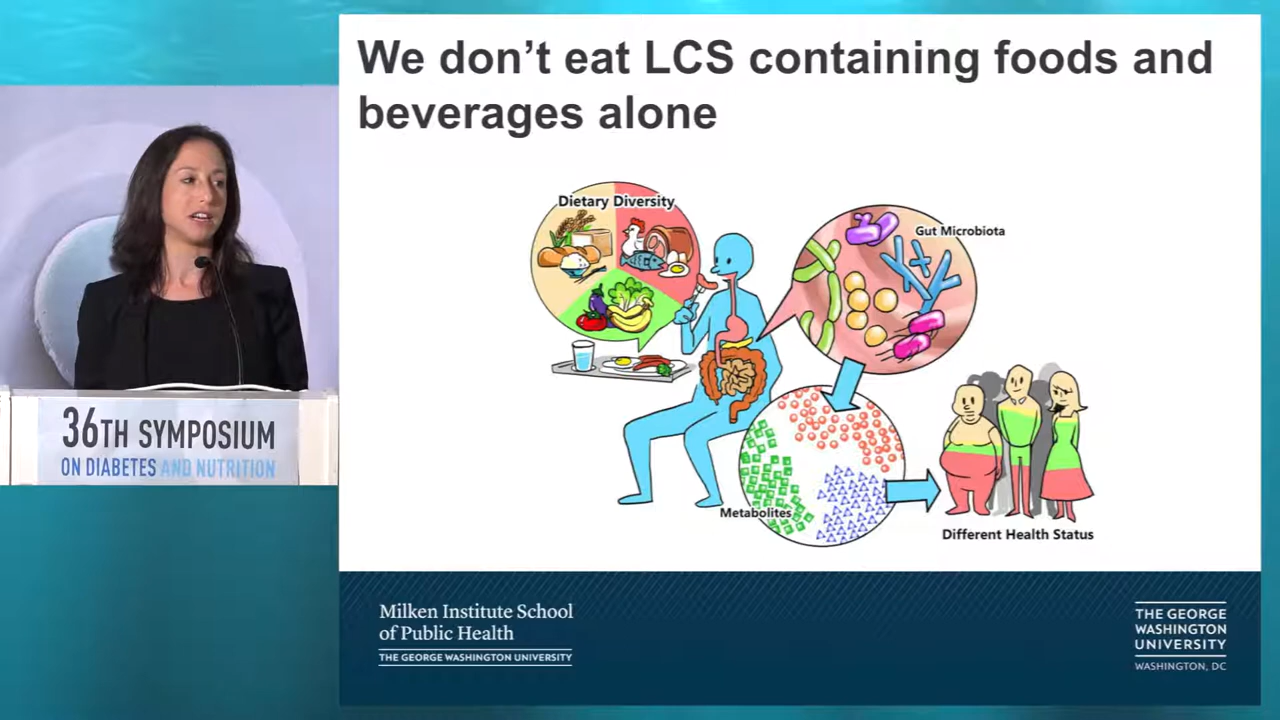 We don't eat LCS containing foods and
beverages alone
Dietary Diversity
Gut Microbiota
Metabolites
Different Health Status
36TH SYMPOSIUM
ON DIABETES AND NUTRITION
Milken Institute School
of Public Health
THE GEORGE WASHINGTON UNIVERSITY
THE GEORGE
WASHINGTON
UNIVERSITY
WASHINGTON, DC